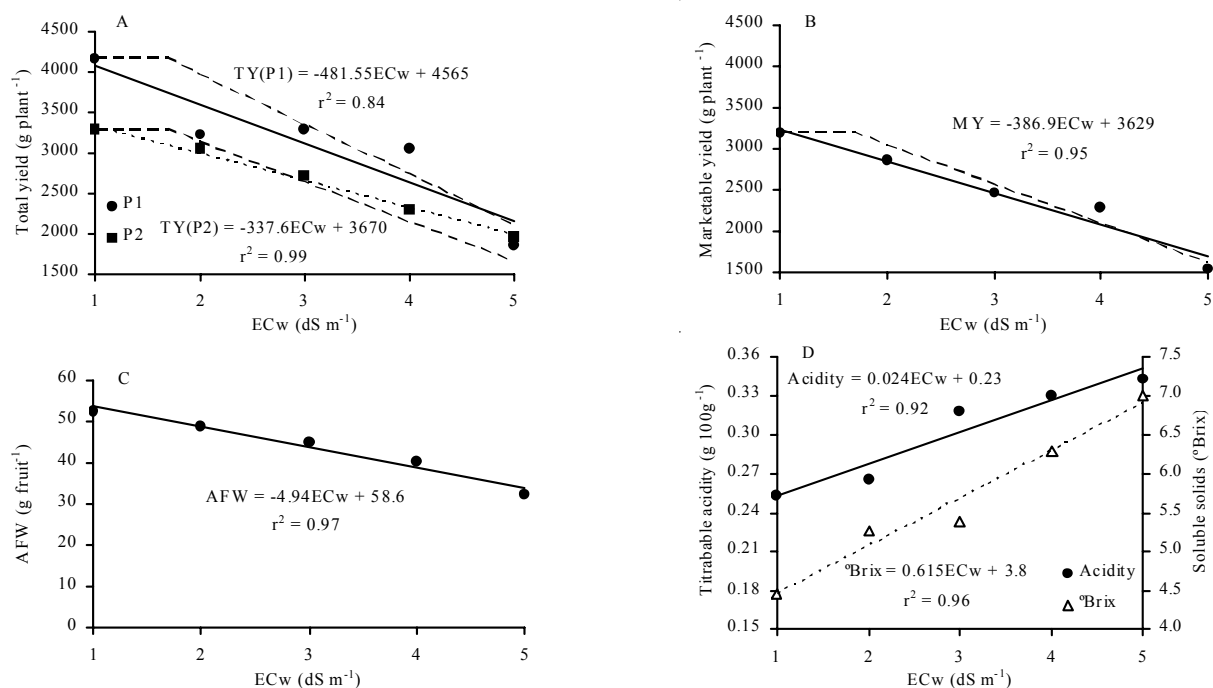 A
4500
4000
3500
3000
2500
2000
1500
Total yield (g plant⁻¹)
TY(P1) = -481.55ECw + 4565
r² = 0.84
P1
P2
TY(P2) = -337.6ECw + 3670
r² = 0.99
1 2 3 4 5
ECw (dS m⁻¹)
B
4500
4000
3500
3000
2500
2000
1500
Marketable yield (g plant⁻¹)
MY = -386.9ECw + 3629
r² = 0.95
1 2 3 4 5
ECw (dS m⁻¹)
C
60
50
40
30
20
10
0
AFW (g fruit⁻¹)
AFW = -4.94ECw + 58.6
r² = 0.97
1 2 3 4 5
ECw (dS m⁻¹)
D
0.36
0.33
0.30
0.27
0.24
0.21
0.18
0.15
Titrabable acidity (g 100g⁻¹)
Acidity = 0.024ECw + 0.23
r² = 0.92
ºBrix = 0.615ECw + 3.8
r² = 0.96
Acidity
ºBrix
7.5
7.0
6.5
6.0
5.5
5.0
4.5
4.0
Soluble solids (ºBrix)
1 2 3 4 5
ECw (dS m⁻¹)